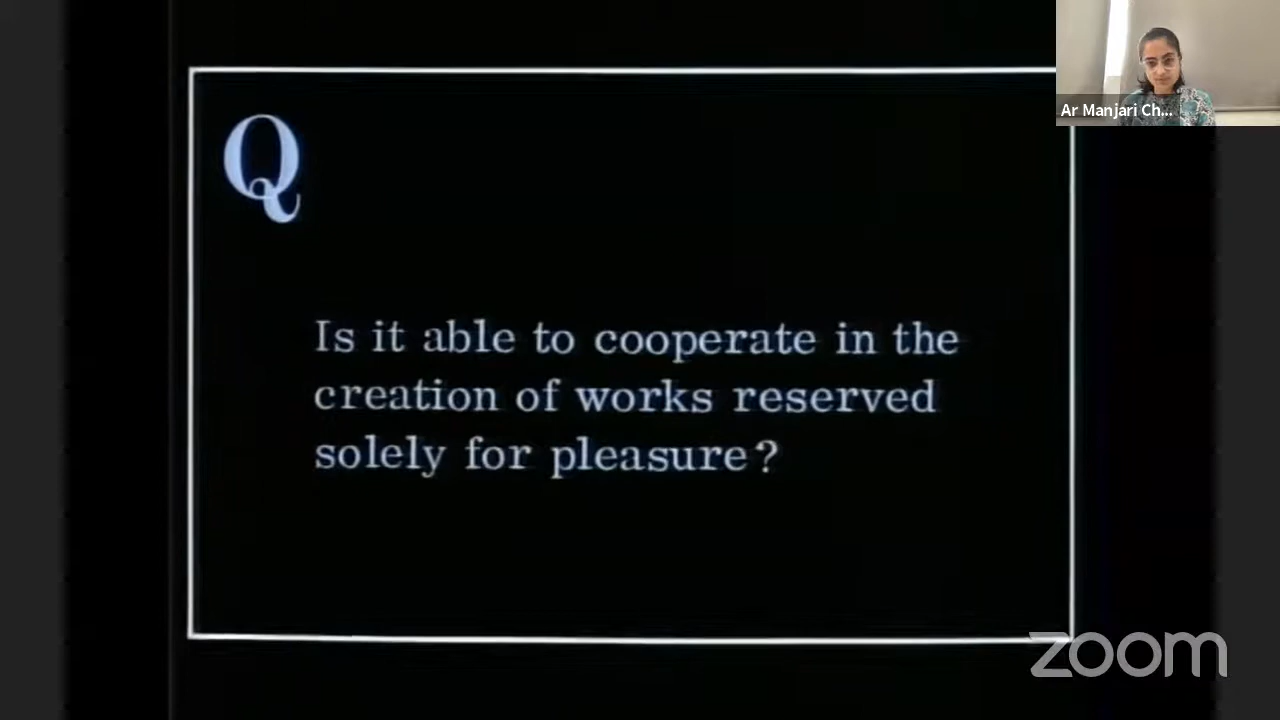 Ar Manjari Ch...
Q
Is it able to cooperate in the
creation of works reserved
solely for pleasure?
zoom